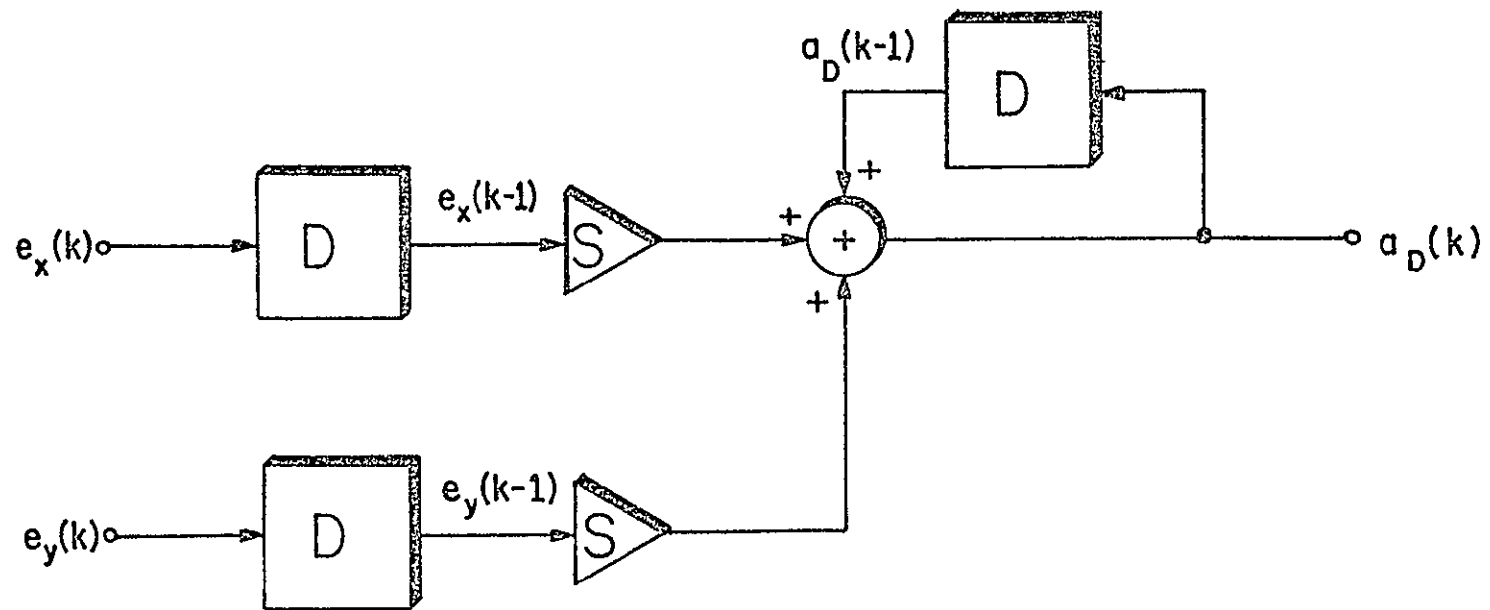 a_D(k-1)
D
+
e_x(k)
D
e_x(k-1)
S
+
+
a_D(k)
+
e_y(k)
D
e_y(k-1)
S